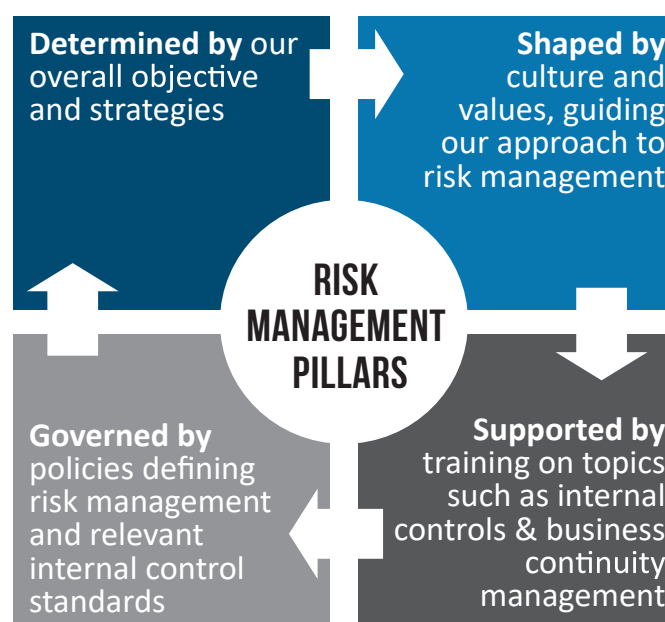 Determined by our
overall objective
and strategies
Shaped by
culture and
values, guiding
our approach to
risk management
RISK
MANAGEMENT
PILLARS
Supported by
training on topics
such as internal
controls & business
continuity
management
Governed by
policies defining
risk management
and relevant
internal control
standards